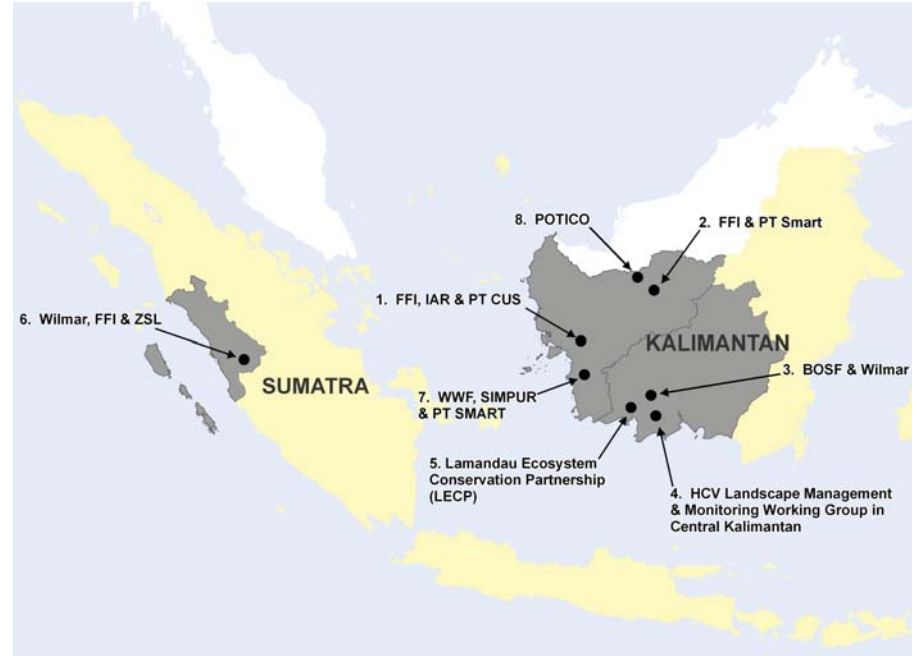 8. POTICO
2. FFI & PT Smart
1. FFI, IAR & PT CUS
6. Wilmar, FFI & ZSL
KALIMANTAN
3. BOSF & Wilmar
SUMATRA
7. WWF, SIMPUR
& PT SMART
5. Lamandau Ecosystem
Conservation Partnership
(LECP)
4. HCV Landscape Management
& Monitoring Working Group in
Central Kalimantan